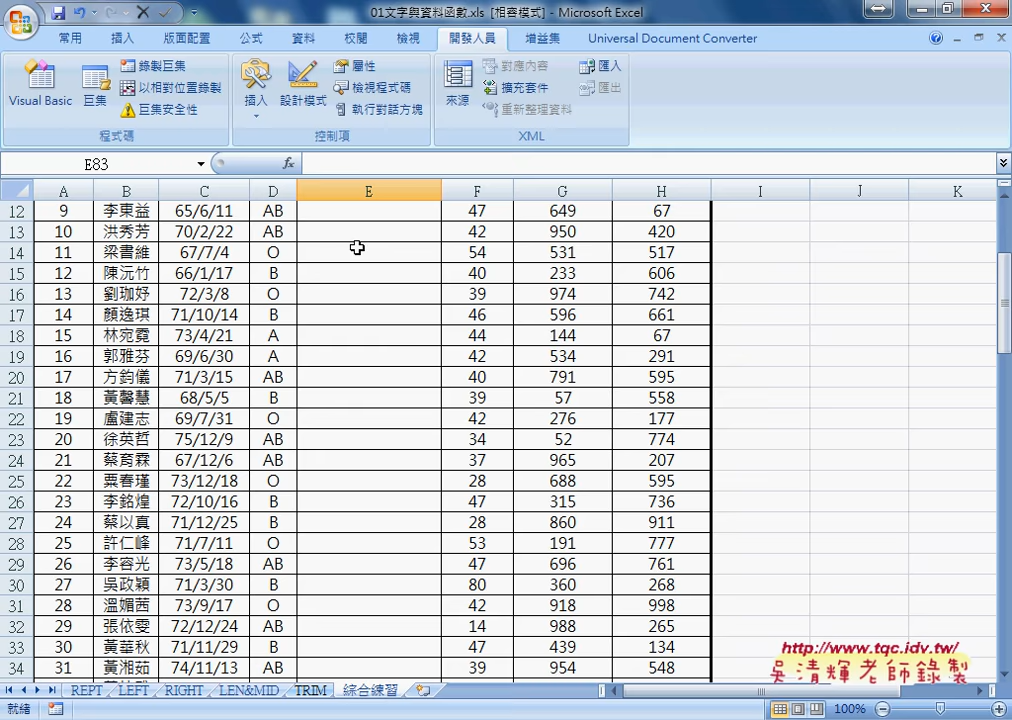 01文字與資料函數.xls [相容模式] - Microsoft Excel
常用 插入 版面配置 公式 資料 校閱 檢視 開發人員 增益集 Universal Document Converter
Visual Basic 巨集 錄製巨集 以相對位置錄製 巨集安全性 程式碼
插入 設計模式 屬性 檢視程式碼 執行對話方塊 控制項
來源 對應內容 擴充套件 重新整理資料 匯入 匯出 XML
E83 fx
A B C D E F G H I J K
12 9 李東益 65/6/11 AB 47 649 67
13 10 洪秀芳 70/2/22 AB 42 950 420
14 11 梁書維 67/7/4 O 54 531 517
15 12 陳沅竹 66/1/17 B 40 233 606
16 13 劉珈妤 72/3/8 O 39 974 742
17 14 顏逸琪 71/10/14 B 46 596 661
18 15 林宛霓 73/4/21 A 44 144 67
19 16 郭雅芬 69/6/30 A 42 534 291
20 17 方鈞儀 71/3/15 AB 40 791 595
21 18 黃馨慧 68/5/5 B 39 57 558
22 19 盧建志 69/7/31 O 42 276 177
23 20 徐英哲 75/12/9 AB 34 52 774
24 21 蔡育霖 67/12/6 AB 37 965 207
25 22 粟春瑾 73/12/18 O 28 688 595
26 23 李銘煌 72/10/16 B 47 315 736
27 24 蔡以真 71/12/25 B 28 860 911
28 25 許仁峰 71/7/11 O 53 191 777
29 26 李容光 73/5/18 AB 47 696 761
30 27 吳政穎 71/3/30 B 80 360 268
31 28 溫媚茜 73/9/17 O 42 918 998
32 29 張依雯 72/12/24 AB 14 988 265
33 30 黃華秋 71/11/29 B 47 439 134
34 31 黃湘茹 74/11/13 AB 39 954 548
http://www.tqc.idv.tw/
吳清輝老師錄製
REPT LEFT RIGHT LEN&MID TRIM 綜合練習
就緒 100%